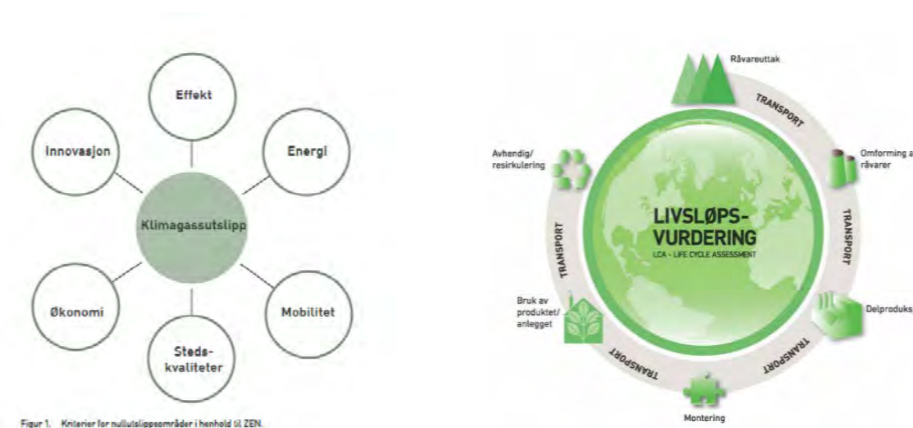 Effekt
Innovasjon
Energi
Klimagassutslipp
Økonomi
Mobilitet
Steds-
kvaliteter
Figur 1. Kriterier for nullutslippsområder i henhold til ZEN.
Råvareuttak
TRANSPORT
Omforming a
råvarer
TRANSPORT
Delproduks
TRANSPORT
Montering
TRANSPORT
Bruk av
produktet/
anlegget
TRANSPORT
Avhendig/
resirkulering
LIVSLØPS-
VURDERING
LCA - LIFE CYCLE ASSESSMENT